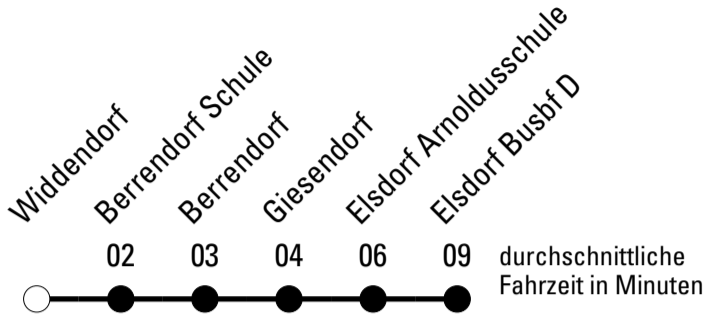 Widdendorf
Berrendorf Schule
Berrendorf
Giesendorf
Elsdorf Arnoldusschule
Elsdorf Busbf D
02 03 04 06 09 durchschnittliche
Fahrzeit in Minuten